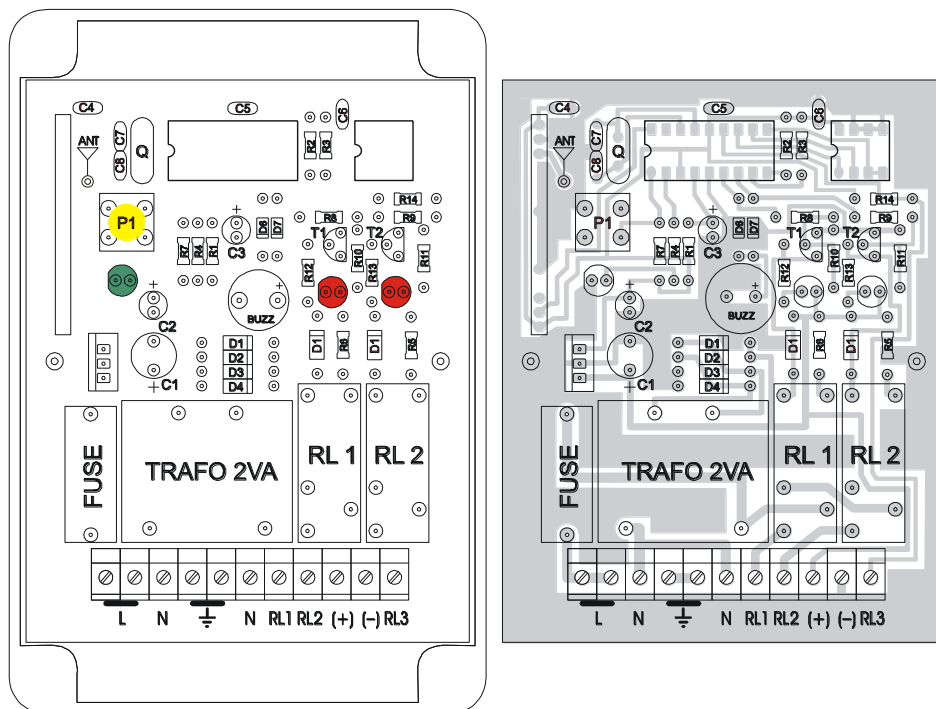 C4
C5
C6
ANT
C7
C8
Q
R2
R3
P1
R14
R8
R9
D6
D7
T1
T2
C3
R7
R4
R1
R12
R10
R13
R11
+
BUZZ
+
+
C2
C1
+
D1
D2
D3
D4
D1
R6
D1
R5
FUSE
TRAFO 2VA
RL 1
RL 2
L N N RL1 RL2 (+) (-) RL3
C4
C5
C6
ANT
C7
C8
Q
R2
R3
P1
R14
R8
R9
D6
D7
T1
T2
C3
R7
R4
R1
R12
R10
R13
R11
+
BUZZ
+
+
C2
C1
+
D1
D2
D3
D4
D1
R6
D1
R5
FUSE
TRAFO 2VA
RL 1
RL 2
L N N RL1 RL2 (+) (-) RL3